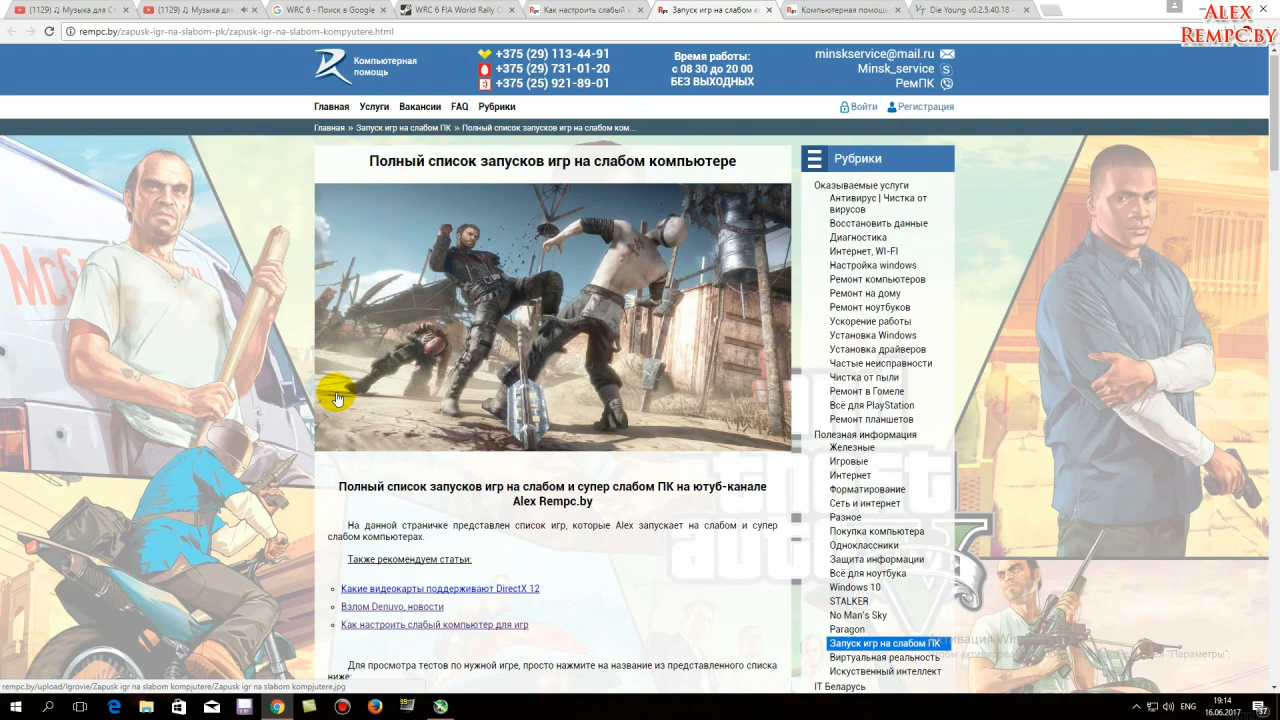 (1129) ♫ Музыка для Ст
(1129) ♫ Музыка для
WRC 6 - Поиск в Google
WRC 6 FIA World Rally C
Как настроить слабый к
Запуск игр на слабом к
Компьютерная помощь
Die Young v0.2.5.40.18 -
ALEX
REMPC.BY
rempc.by/zapusk-igr-na-slabom-pk/zapusk-igr-na-slabom-kompyutere.html
Компьютерная
помощь
+375 (29) 113-44-91
+375 (29) 731-01-20
+375 (25) 921-89-01
Время работы:
с 08 30 до 20 00
БЕЗ ВЫХОДНЫХ
minskservice@mail.ru
Minsk_service
РемПК
Главная Услуги Вакансии FAQ Рубрики
Войти Регистрация
Главная » Запуск игр на слабом ПК » Полный список запусков игр на слабом ком...
Полный список запусков игр на слабом компьютере
Полный список запусков игр на слабом и супер слабом ПК на ютуб-канале
Alex Rempc.by
На данной страничке представлен список игр, которые Alex запускает на слабом и супер
слабом компьютерах.
Также рекомендуем статьи:
Какие видеокарты поддерживают DirectX 12
Взлом Denuvo, новости
Как настроить слабый компьютер для игр
Для просмотра тестов по нужной игре, просто нажмите на название из представленного списка
ниже:
Рубрики
Оказываемые услуги
Антивирус | Чистка от
вирусов
Восстановить данные
Диагностика
Интернет, WI-FI
Настройка windows
Ремонт компьютеров
Ремонт на дому
Ремонт ноутбуков
Ускорение работы
Установка Windows
Установка драйверов
Частые неисправности
Чистка от пыли
Ремонт в Гомеле
Всё для PlayStation
Ремонт планшетов
Полезная информация
Железные
Игровые
Интернет
Форматирование
Сеть и интернет
Разное
Покупка компьютера
Одноклассники
Защита информации
Всё для ноутбука
Windows 10
STALKER
No Man's Sky
Paragon
Запуск игр на слабом ПК
Виртуальная реальность
Искусственный интеллект
IT Беларусь
"Параметры".
rempc.by/upload/Igrovie/Zapusk igr na slabom kompjutere/Zapusk igr na slabom kompjutere.jpg
ENG
19:14
16.06.2017
37